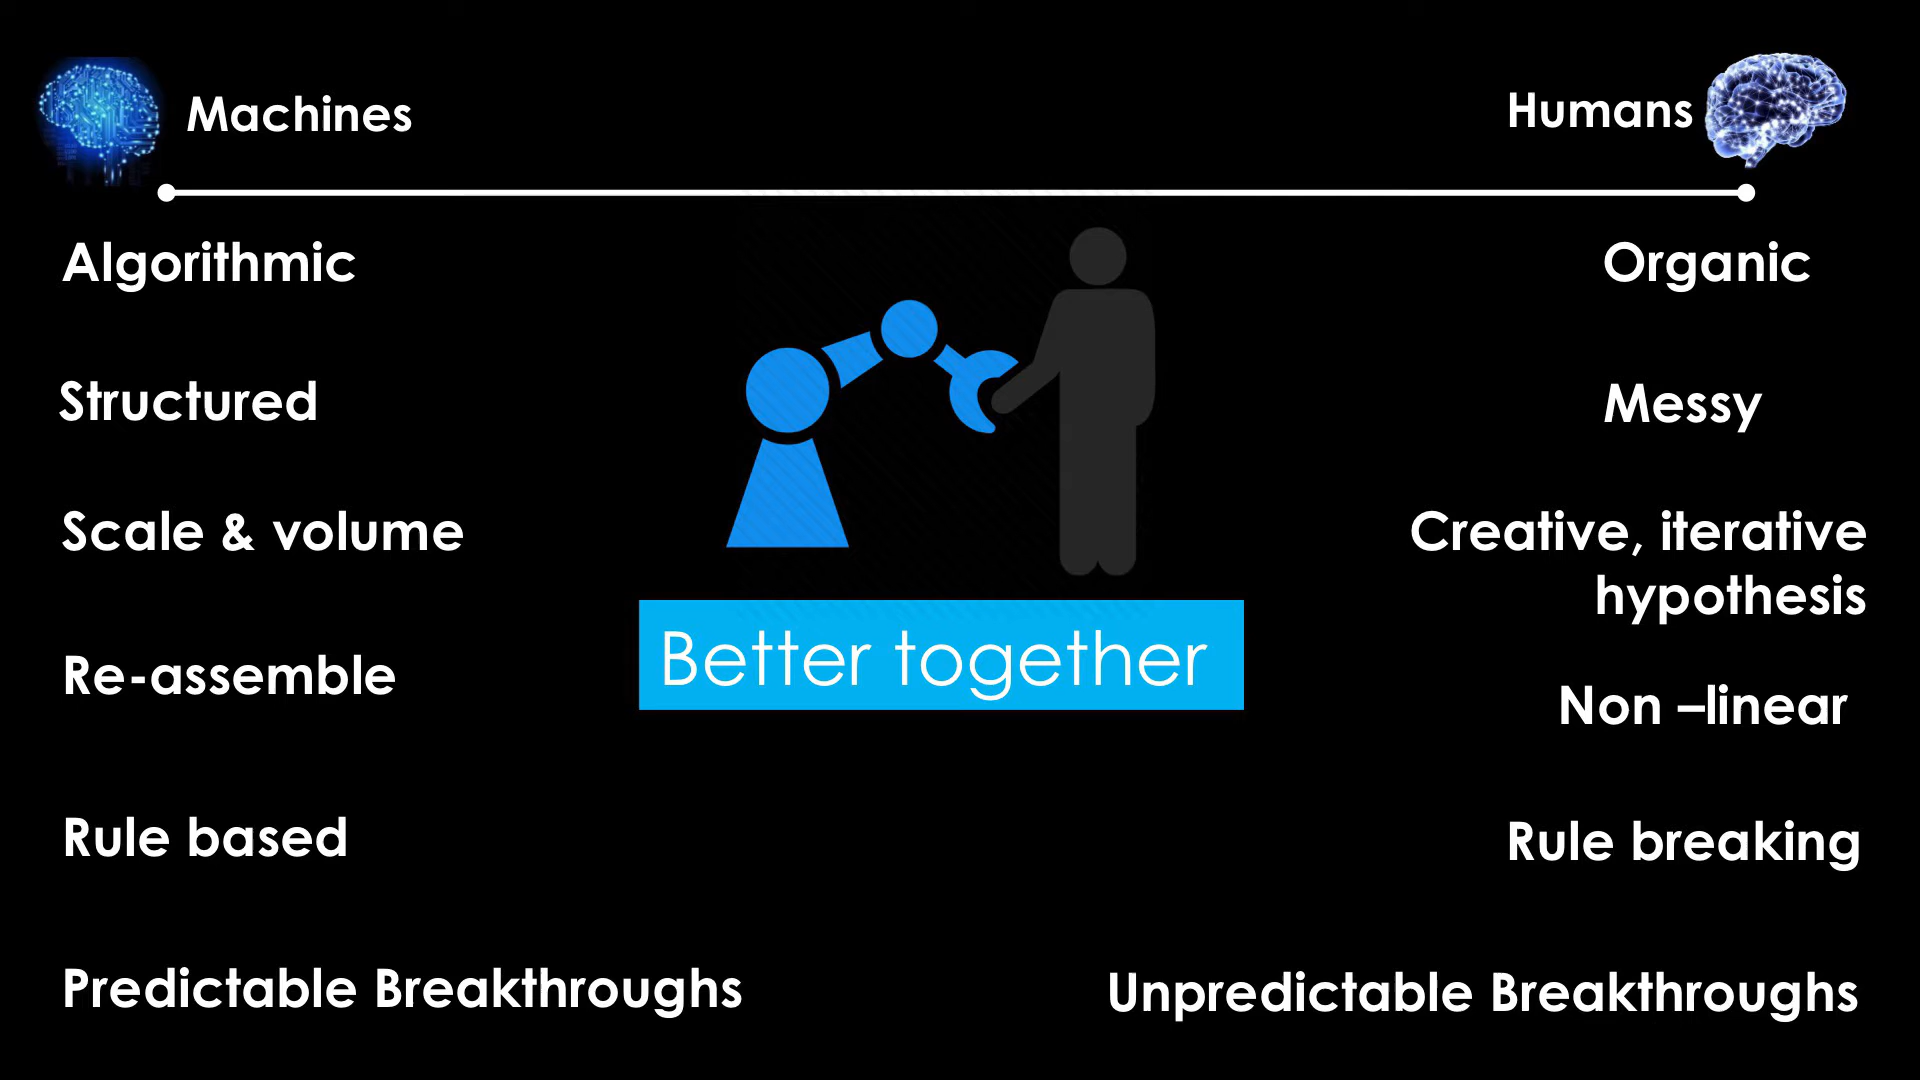 Machines
Humans
Algorithmic
Organic
Structured
Messy
Scale & volume
Creative, iterative
hypothesis
Better together
Re-assemble
Non –linear
Rule based
Rule breaking
Predictable Breakthroughs
Unpredictable Breakthroughs